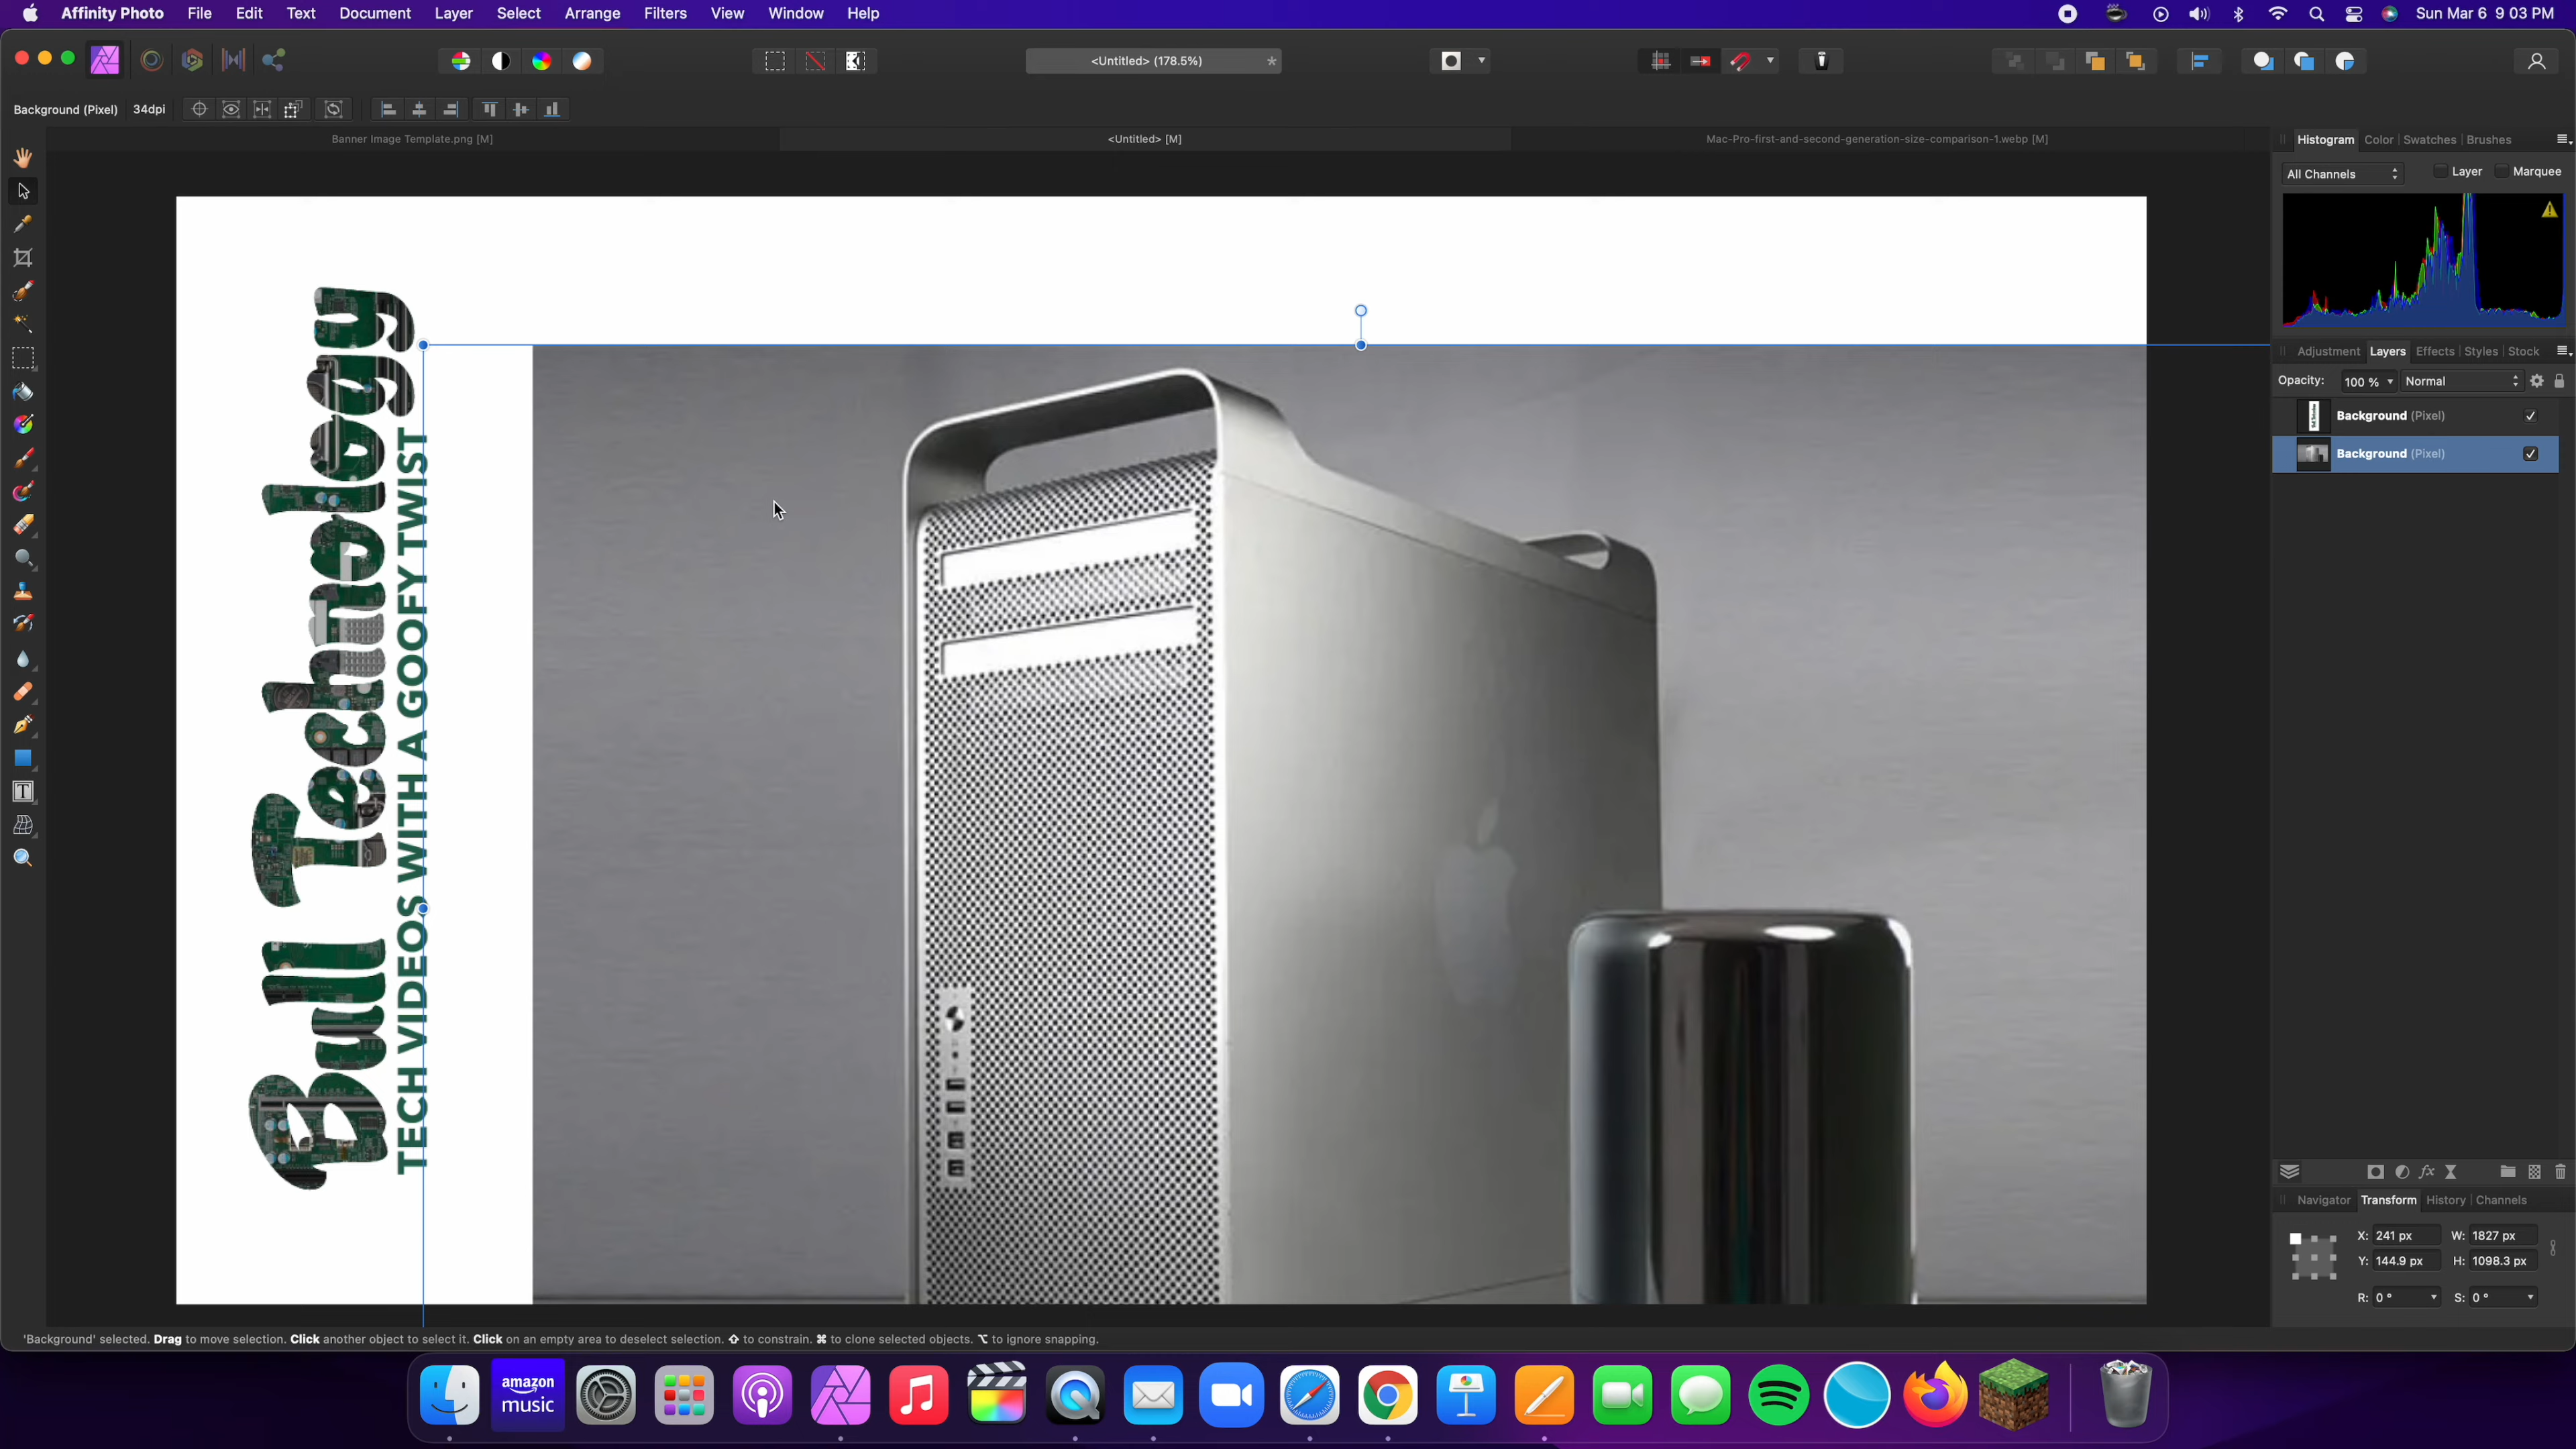 Affinity Photo File Edit Text Document Layer Select Arrange Filters View Window Help Sun Mar 6 9:03 PM
<Untitled> (178.5%) *
Background (Pixel) 34dpi
Banner Image Template.png [M] <Untitled> [M] Mac-Pro-first-and-second-generation-size-comparison-1.webp [M]
Histogram Color Swatches Brushes
All Channels Layer Marquee
Adjustment Layers Effects Styles Stock
Opacity: 100 % Normal
Background (Pixel)
Background (Pixel)
Bull Technology
TECH VIDEOS WITH A GOOFY TWIST
Navigator Transform History Channels
X: 241 px W: 1827 px
Y: 144.9 px H: 1098.3 px
R: 0 ° S: 0 °
'Background' selected. Drag to move selection. Click another object to select it. Click on an empty area to deselect selection. ⇧ to constrain. ⌘ to clone selected objects. ⌥ to ignore snapping.
amazon
music